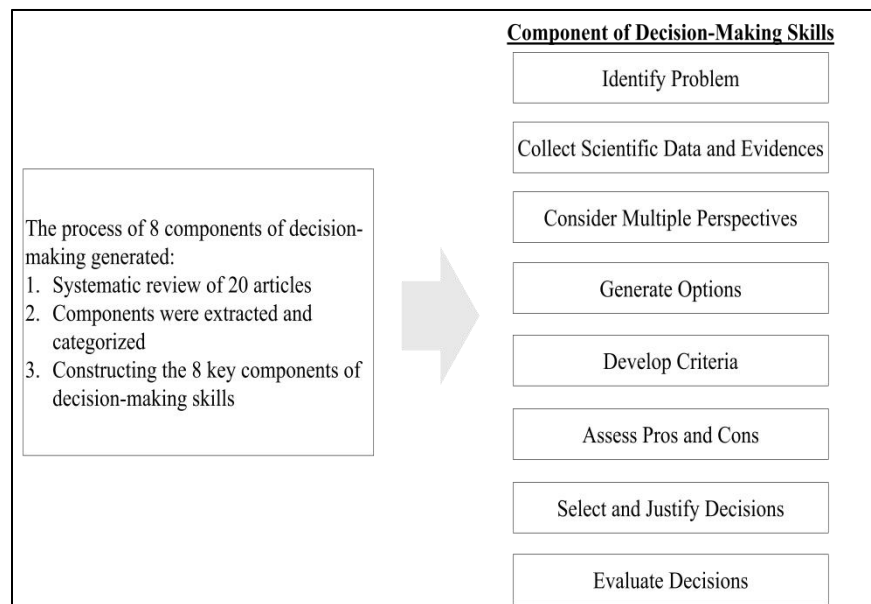 The process of 8 components of decision-
making generated:
1. Systematic review of 20 articles
2. Components were extracted and
categorized
3. Constructing the 8 key components of
decision-making skills
Component of Decision-Making Skills
Identify Problem
Collect Scientific Data and Evidences
Consider Multiple Perspectives
Generate Options
Develop Criteria
Assess Pros and Cons
Select and Justify Decisions
Evaluate Decisions